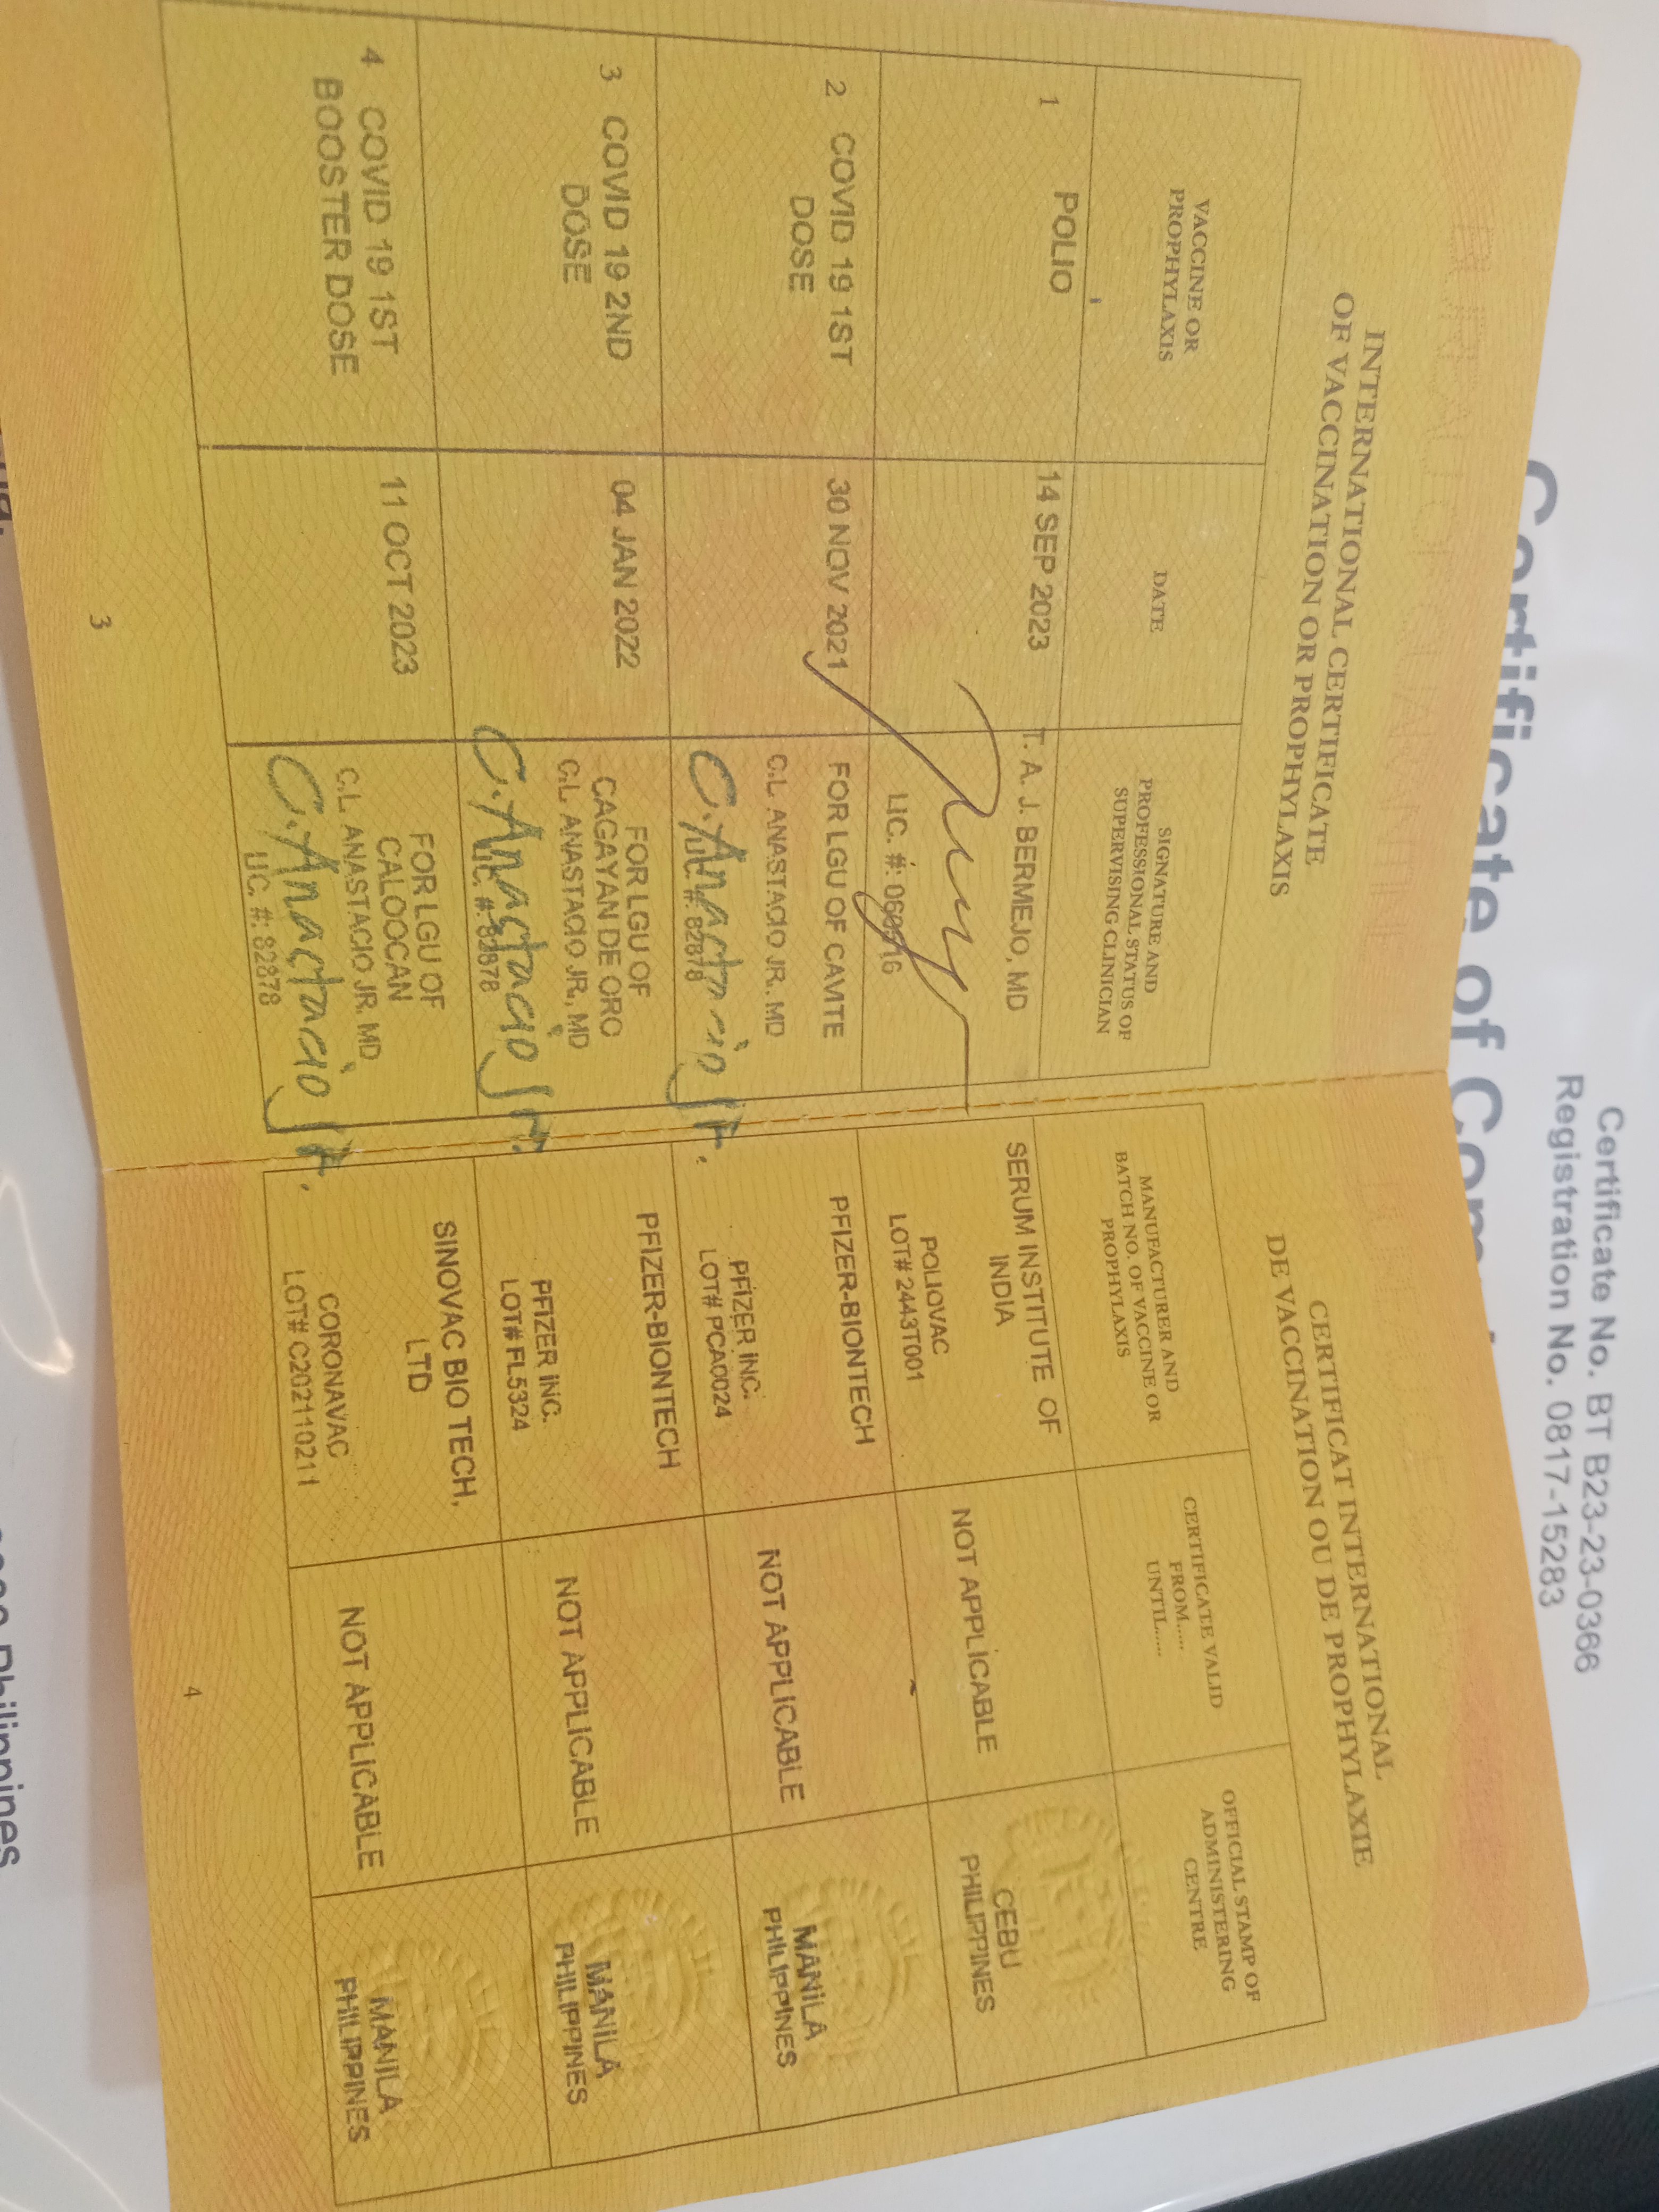 Certificate No. BT B23-23-0366
Registration No. 0817-15283
Certificate of Com
INTERNATIONAL CERTIFICATE
OF VACCINATION OR PROPHYLAXIS
VACCINE OR
PROPHYLAXIS
DATE
SIGNATURE AND
PROFESSIONAL STATUS OF
SUPERVISING CLINICIAN
1 POLIO
14 SEP 2023
T. A. J. BERMEJO, MD
LIC. #:
2 COVID 19 1ST
DOSE
30 NOV 2021
FOR LGU OF CAVITE
C.L. ANASTACIO JR., MD
LIC. #: 82878
C. Anastacio Jr.
3 COVID 19 2ND
DOSE
04 JAN 2022
FOR LGU OF
CAGAYAN DE ORO
C.L. ANASTACIO JR., MD
LIC. #: 82878
C. Anastacio Jr.
4 COVID 19 1ST
BOOSTER DOSE
11 OCT 2023
FOR LGU OF
CALOOCAN
C.L. ANASTACIO JR. MD
LIC. #: 82878
C. Anastacio Jr.
3
CERTIFICAT INTERNATIONAL
DE VACCINATION OU DE PROPHYLAXIE
MANUFACTURER AND
BATCH NO. OF VACCINE OR
PROPHYLAXIS
CERTIFICATE VALID
FROM......
UNTIL.....
OFFICIAL STAMP OF
ADMINISTERING
CENTRE
SERUM INSTITUTE OF
INDIA
POLIOVAC
LOT# 2443T001
NOT APPLICABLE
CEBU
PHILIPPINES
PFIZER-BIONTECH
PFIZER INC.
LOT# PCA0024
NOT APPLICABLE
MANILA
PHILIPPINES
PFIZER-BIONTECH
PFIZER INC.
LOT# FL5324
NOT APPLICABLE
MANILA
PHILIPPINES
SINOVAC BIO TECH,
LTD
CORONAVAC
LOT# C202110211
NOT APPLICABLE
MANILA
PHILIPPINES
4
Philippines